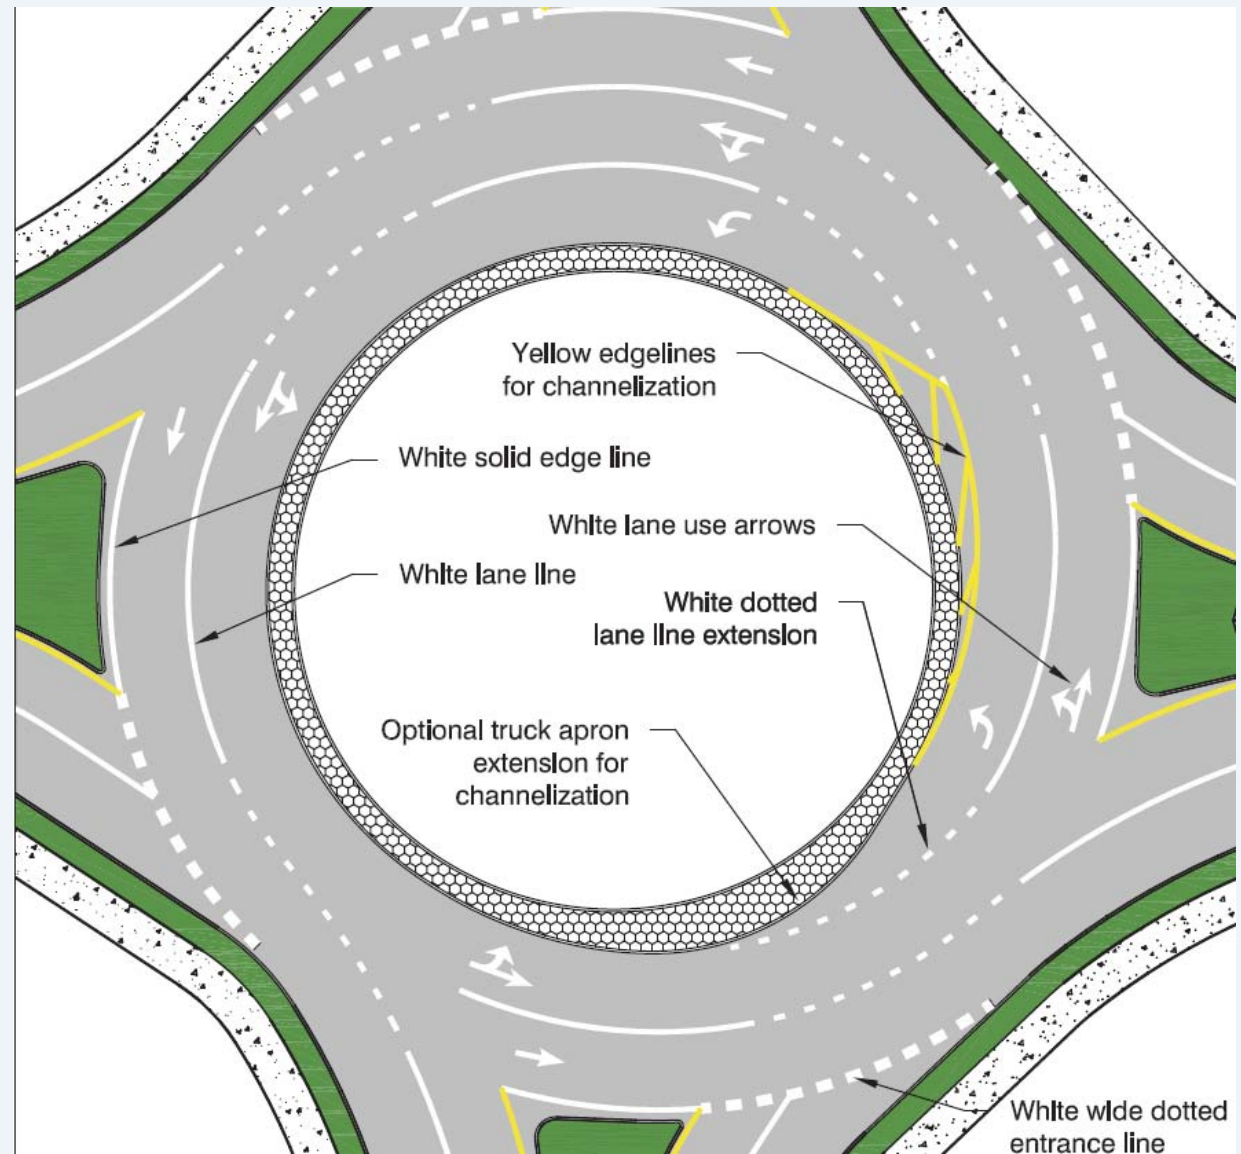 Yellow edgelines
for channelization
White solid edge line
White lane use arrows
White lane line
White dotted
lane line extension
Optional truck apron
extension for
channelization
White wide dotted
entrance line